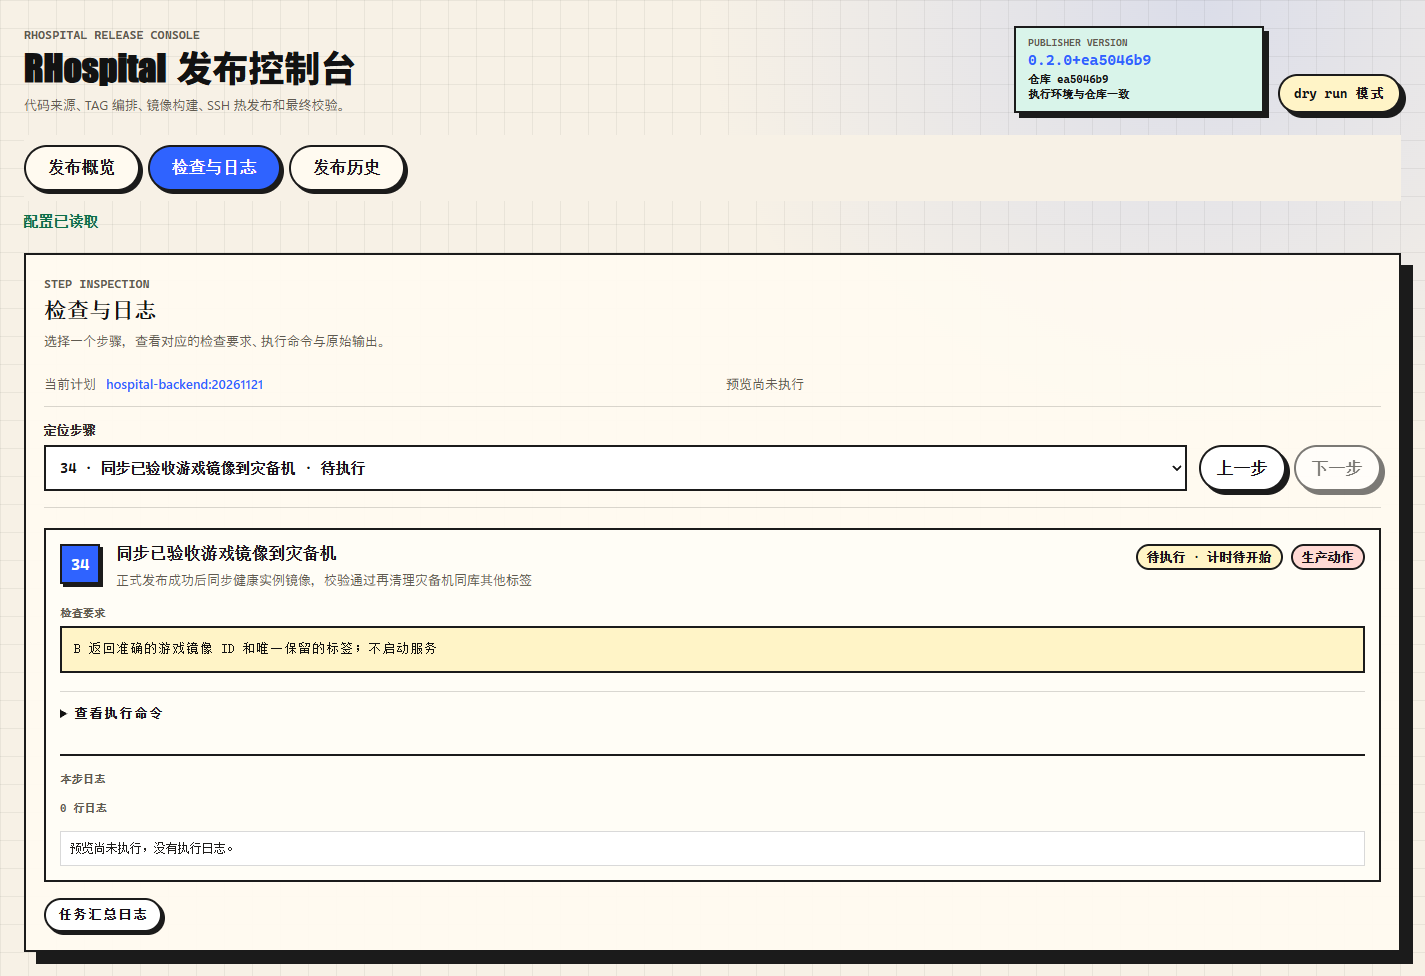 RHOSPITAL RELEASE CONSOLE
RHospital 发布控制台
代码来源、TAG 编排、镜像构建、SSH 热发布和最终校验。
PUBLISHER VERSION
0.2.0+ea5046b9
仓库 ea5046b9
执行环境与仓库一致
dry run 模式
发布概览
检查与日志
发布历史
配置已读取
STEP INSPECTION
检查与日志
选择一个步骤，查看对应的检查要求、执行命令与原始输出。
当前计划 hospital-backend:20261121
预览尚未执行
定位步骤
34 · 同步已验收游戏镜像到灾备机 · 待执行
上一步
下一步
34
同步已验收游戏镜像到灾备机
正式发布成功后同步健康实例镜像，校验通过再清理灾备机同库其他标签
待执行 · 计时待开始
生产动作
检查要求
B 返回准确的游戏镜像 ID 和唯一保留的标签；不启动服务
查看执行命令
本步日志
0 行日志
预览尚未执行，没有执行日志。
任务汇总日志